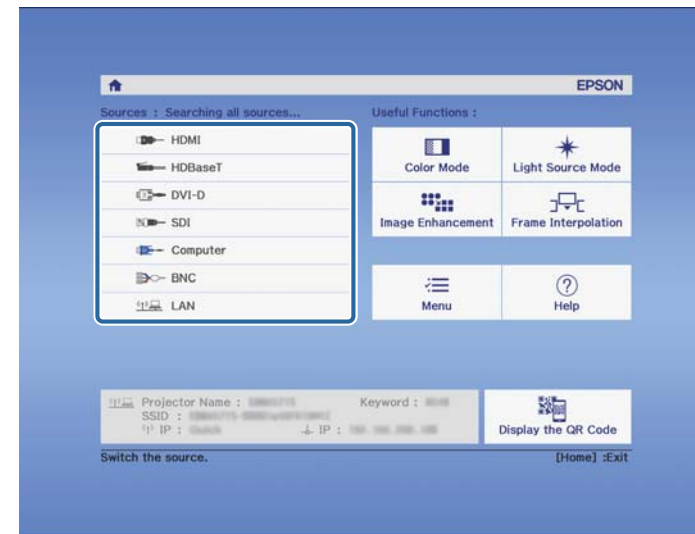 EPSON
Sources : Searching all sources...
HDMI
HDBaseT
DVI-D
SDI
Computer
BNC
LAN
Useful Functions :
Color Mode
Light Source Mode
Image Enhancement
Frame Interpolation
Menu
Help
Projector Name :
Keyword :
SSID :
IP :
IP :
Display the QR Code
Switch the source.
[Home] :Exit